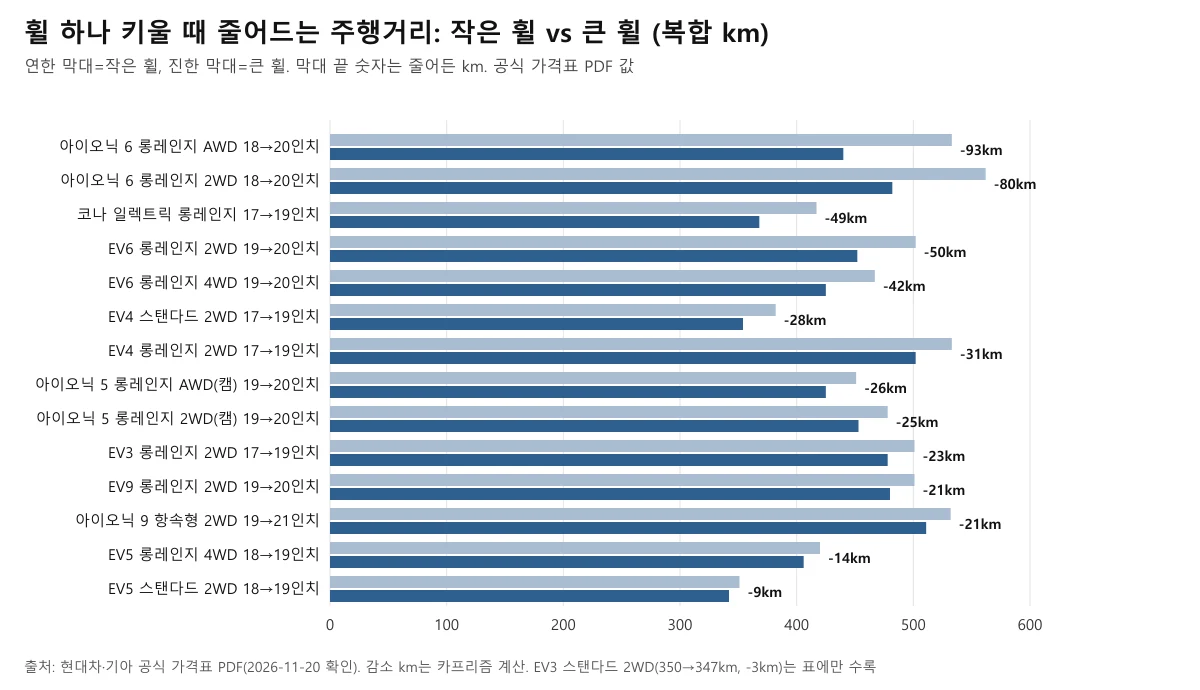 휠 하나 키울 때 줄어드는 주행거리: 작은 휠 vs 큰 휠 (복합 km)
연한 막대=작은 휠, 진한 막대=큰 휠. 막대 끝 숫자는 줄어든 km. 공식 가격표 PDF 값
아이오닉 6 롱레인지 AWD 18→20인치 -93km
아이오닉 6 롱레인지 2WD 18→20인치 -80km
코나 일렉트릭 롱레인지 17→19인치 -49km
EV6 롱레인지 2WD 19→20인치 -50km
EV6 롱레인지 4WD 19→20인치 -42km
EV4 스탠다드 2WD 17→19인치 -28km
EV4 롱레인지 2WD 17→19인치 -31km
아이오닉 5 롱레인지 AWD(캠) 19→20인치 -26km
아이오닉 5 롱레인지 2WD(캠) 19→20인치 -25km
EV3 롱레인지 2WD 17→19인치 -23km
EV9 롱레인지 2WD 19→20인치 -21km
아이오닉 9 항속형 2WD 19→21인치 -21km
EV5 롱레인지 4WD 18→19인치 -14km
EV5 스탠다드 2WD 18→19인치 -9km
0 100 200 300 400 500 600
출처: 현대차·기아 공식 가격표 PDF(2026-11-20 확인). 감소 km는 카프리즘 계산. EV3 스탠다드 2WD(350→347km, -3km)는 표에만 수록